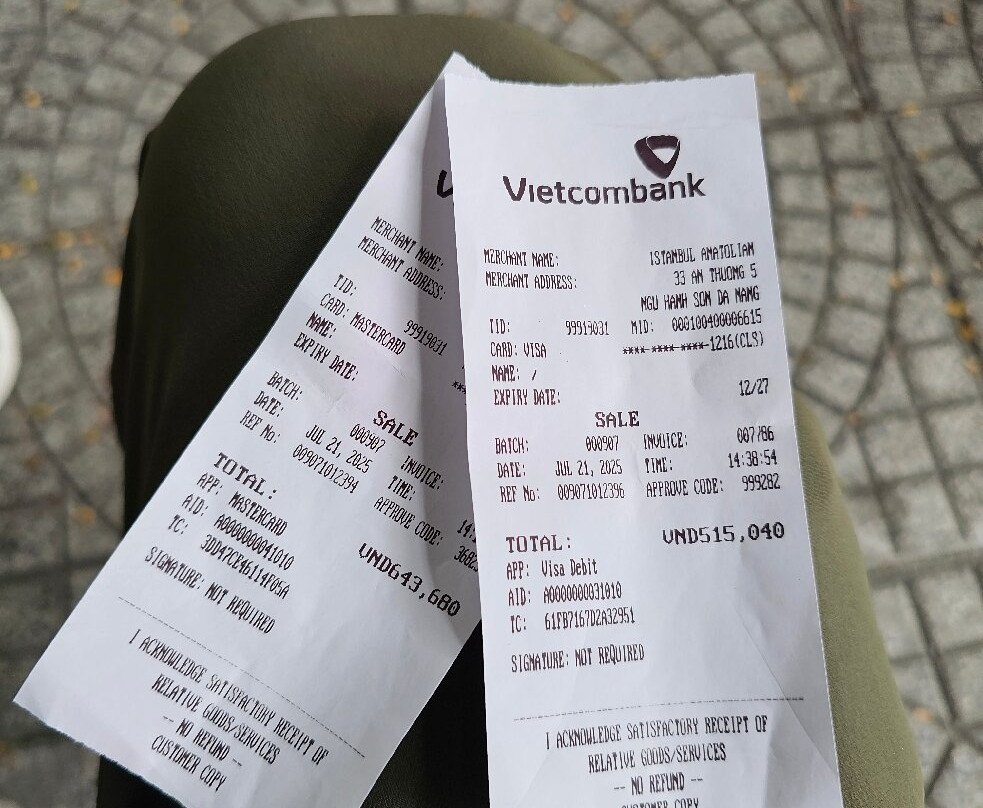 MERCHANT NAME:
MERCHANT ADDRESS:
TID: 99919031
CARD: MASTERCARD
NAME:
EXPIRY DATE:
SALE
BATCH: 000907 INVOICE:
DATE: JUL 21, 2025 TIME:
REF No: 009071012394 APPROVE CODE:
TOTAL: VND643,680
APP: MASTERCARD
AID: A0000000041010
TC: 3DD47CB46114F05A
SIGNATURE: NOT REQUIRED
I ACKNOWLEDGE SATISFACTORY RECEIPT OF
RELATIVE GOODS/SERVICES
-- NO REFUND --
CUSTOMER COPY
Vietcombank
MERCHANT NAME: ISTANBUL ANATOLIAN
MERCHANT ADDRESS: 33 AN THUONG 5
NGU HANH SON DA NANG
TID: 99919031 MID: 000100400006615
CARD: VISA ****-****-****-1216(CLS)
NAME: /
EXPIRY DATE: 12/27
SALE
BATCH: 000907 INVOICE: 007786
DATE: JUL 21, 2025 TIME: 14:38:54
REF No: 009071012396 APPROVE CODE: 999282
TOTAL: VND515,040
APP: Visa Debit
AID: A0000000031010
TC: 61FB7167D2A32951
SIGNATURE: NOT REQUIRED
I ACKNOWLEDGE SATISFACTORY RECEIPT OF
RELATIVE GOODS/SERVICES
-- NO REFUND --
CUSTOMER COPY